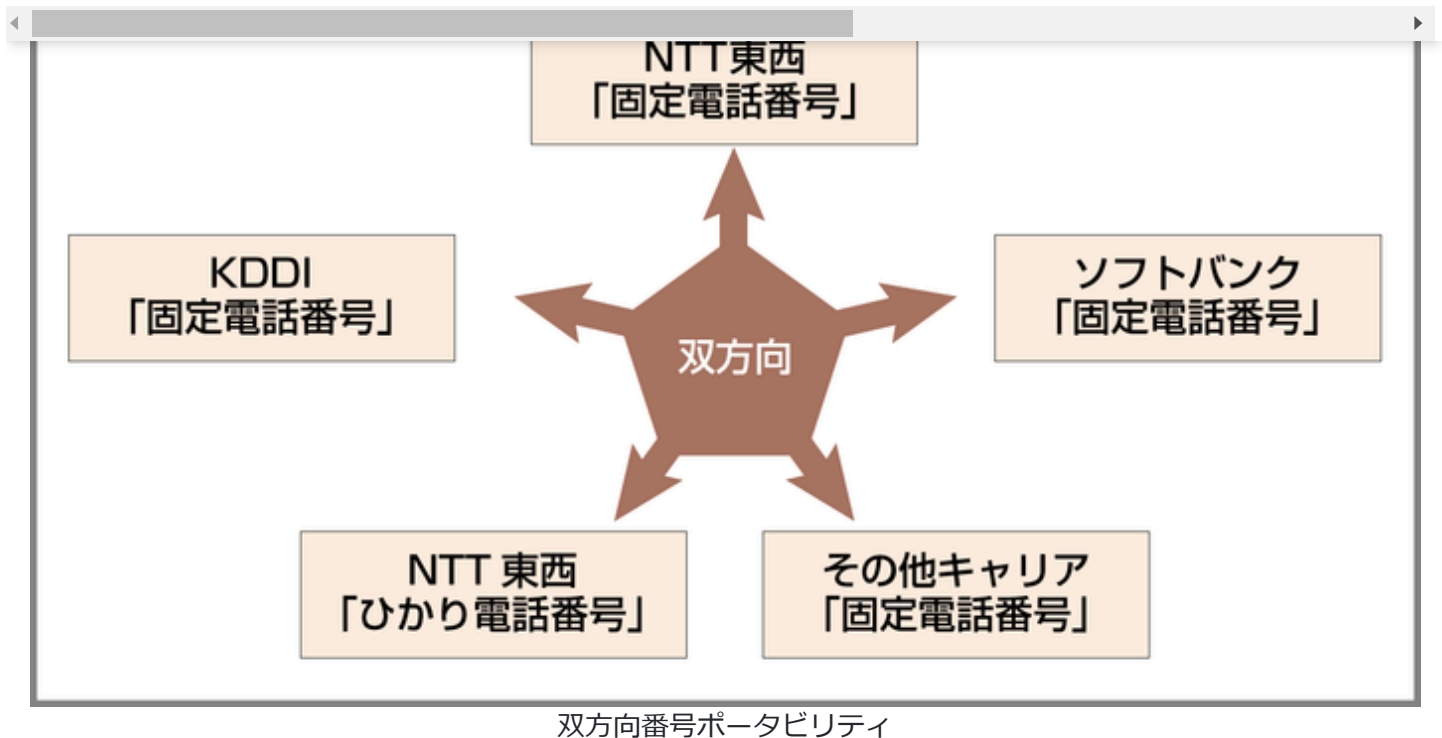 NTT東西
「固定電話番号」
KDDI
「固定電話番号」
ソフトバンク
「固定電話番号」
双方向
NTT 東西
「ひかり電話番号」
その他キャリア
「固定電話番号」
双方向番号ポータビリティ